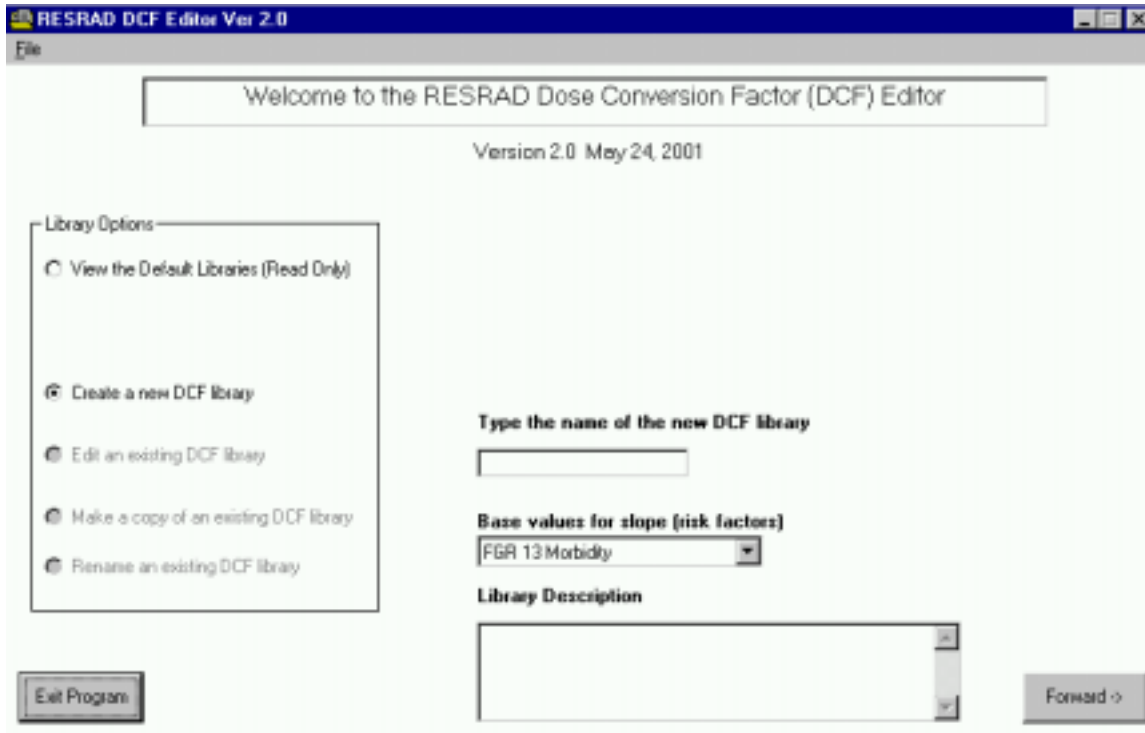 RESRAD DCF Editor Ver 2.0
File
Welcome to the RESRAD Dose Conversion Factor (DCF) Editor
Version 2.0 May 24, 2001
Library Options
View the Default Libraries (Read Only)
Create a new DCF library
Edit an existing DCF library
Make a copy of an existing DCF library
Rename an existing DCF library
Type the name of the new DCF library
Base values for slope (risk factors)
FGR 13 Morbidity
Library Description
Exit Program
Forward ->